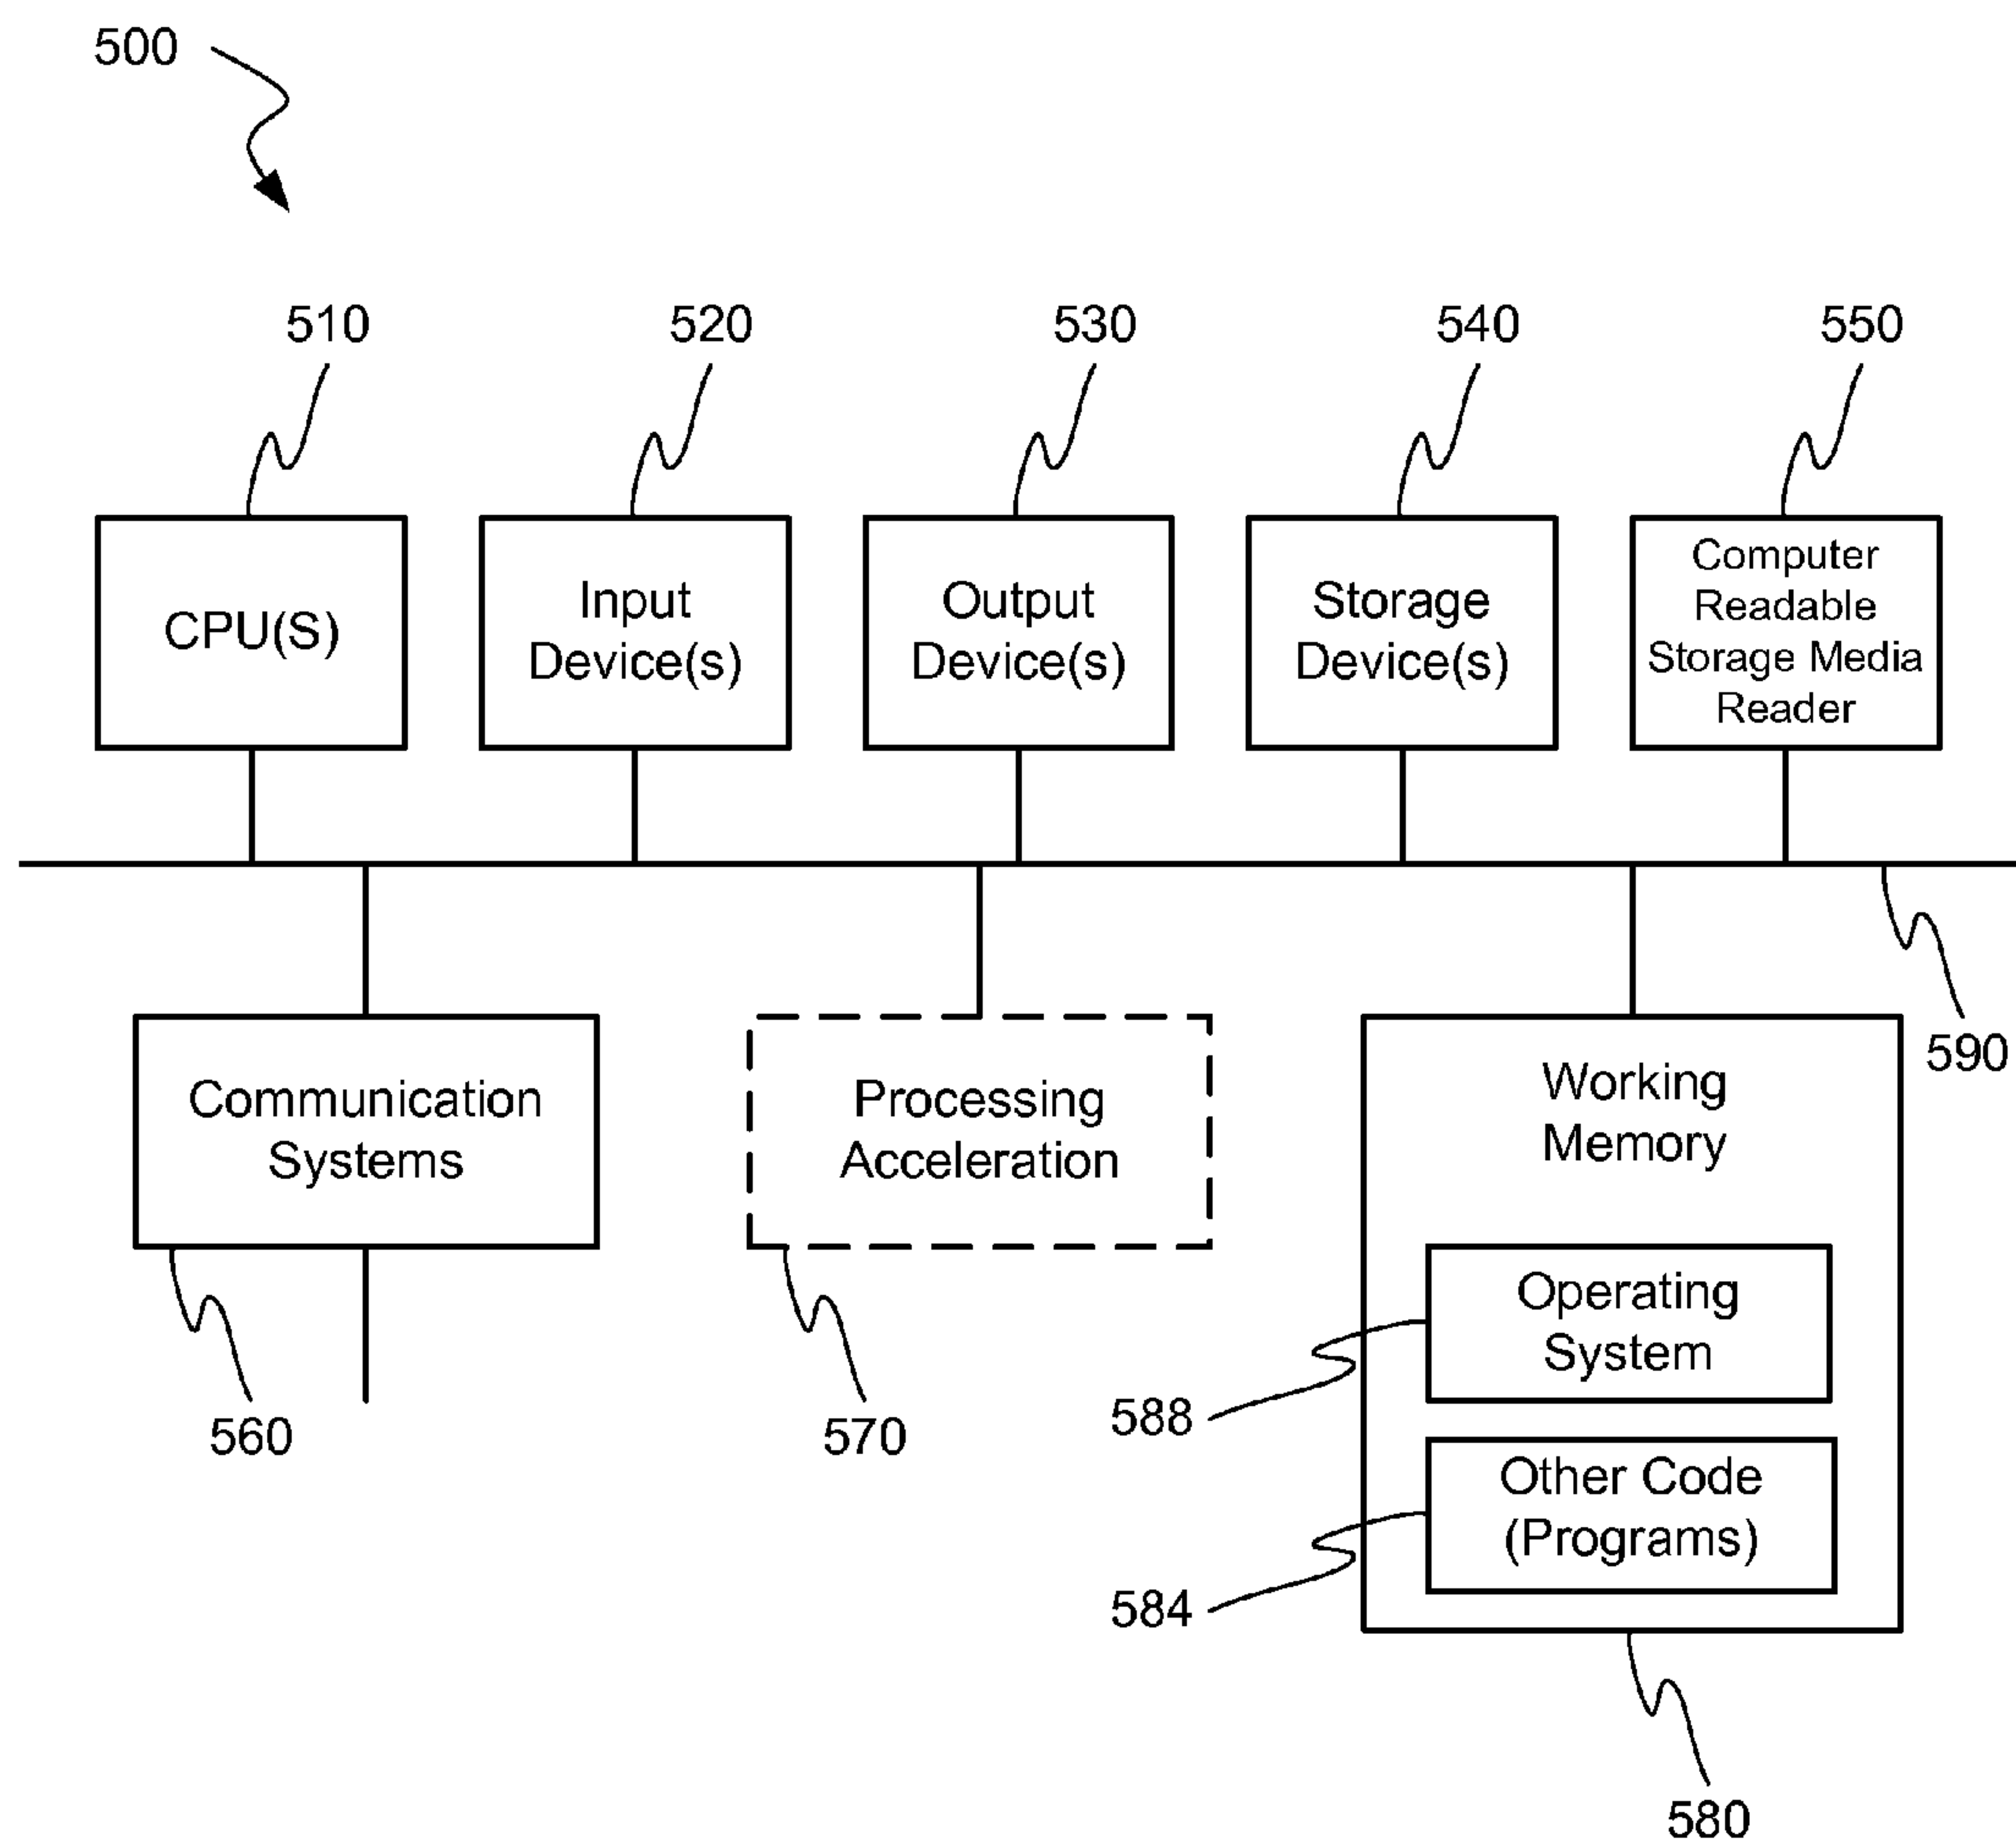 500
510
520
530
540
550
CPU(S)
Input
Device(s)
Output
Device(s)
Storage
Device(s)
Computer
Readable
Storage Media
Reader
590
Communication
Systems
Processing
Acceleration
Working
Memory
Operating
System
588
560
570
Other Code
(Programs)
584
580